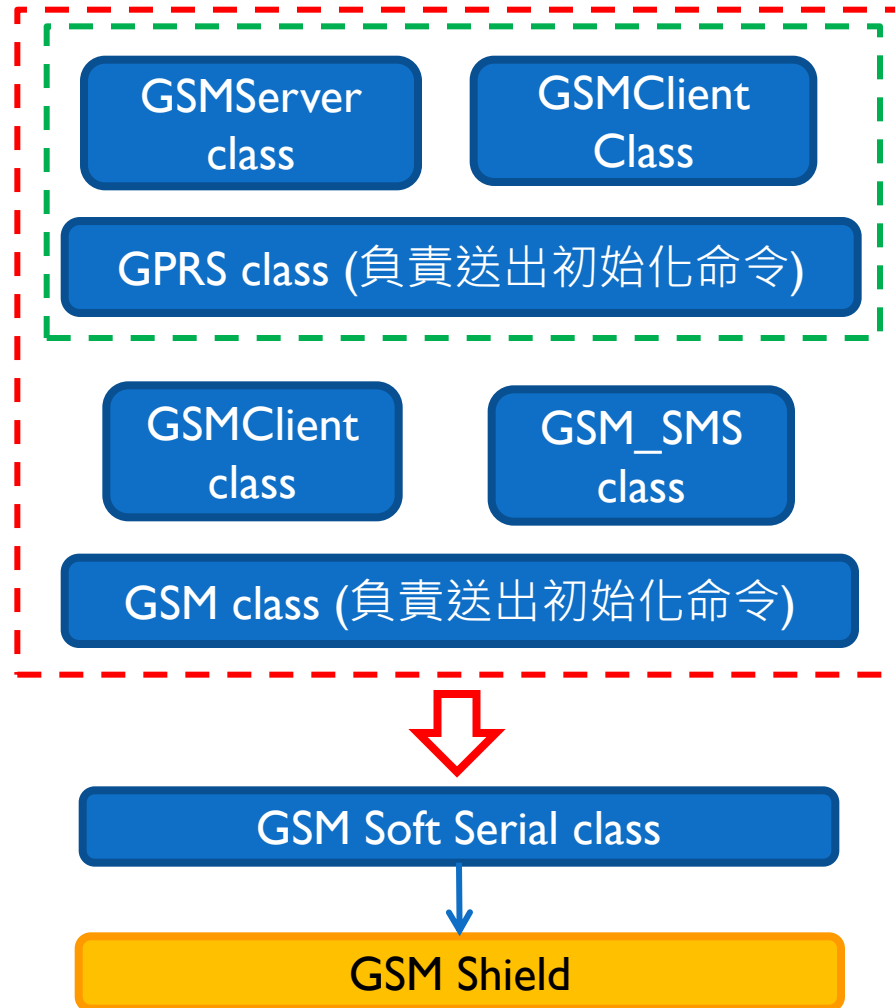 GSMServer
class
GSMClient
Class
GPRS class (負責送出初始化命令)
GSMClient
class
GSM_SMS
class
GSM class (負責送出初始化命令)
GSM Soft Serial class
GSM Shield